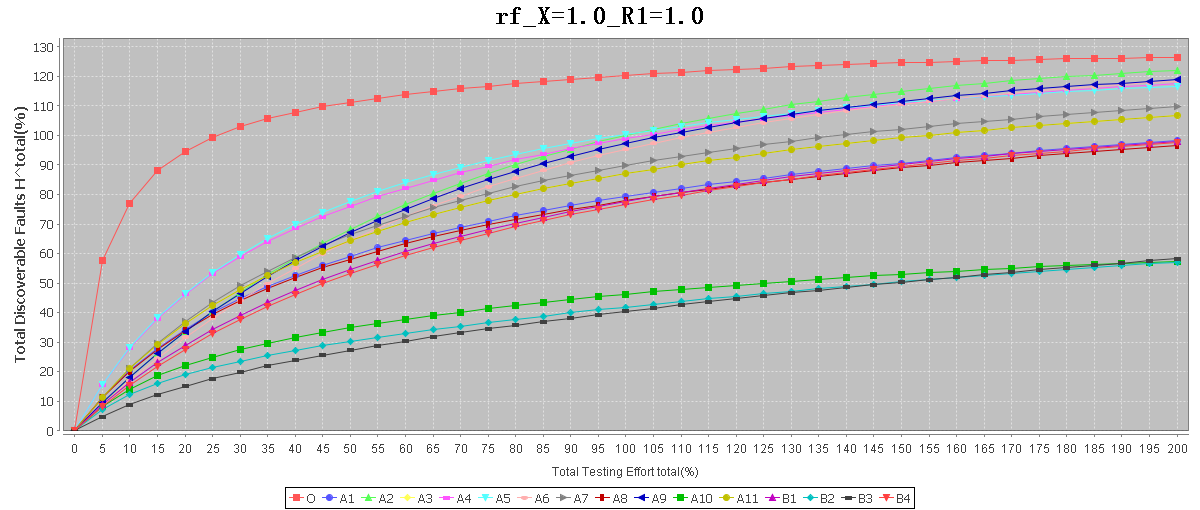 rf_X=1.0_R1=1.0
Total Discoverable Faults H^total(%)
130
120
110
100
90
80
70
60
50
40
30
20
10
0
0 5 10 15 20 25 30 35 40 45 50 55 60 65 70 75 80 85 90 95 100 105 110 115 120 125 130 135 140 145 150 155 160 165 170 175 180 185 190 195 200
Total Testing Effort total(%)
O A1 A2 A3 A4 A5 A6 A7 A8 A9 A10 A11 B1 B2 B3 B4